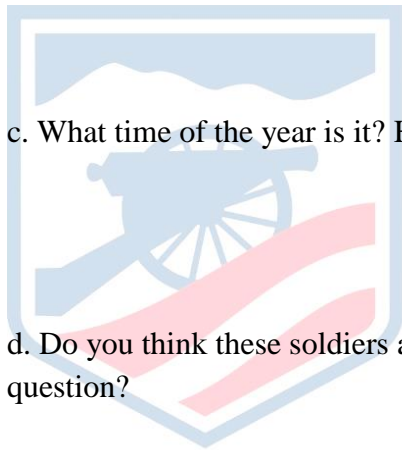 c. What time of the year is it?
d. Do you think these soldiers a
question?